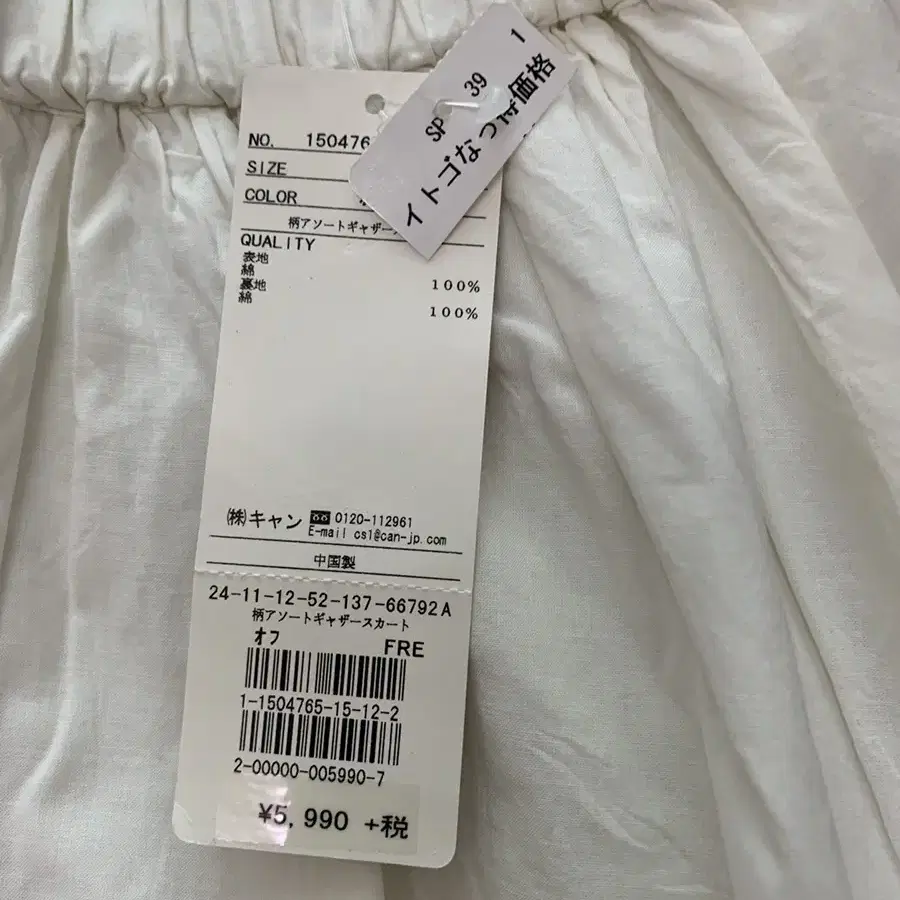 NO. 1504765
SIZE
COLOR
柄アソートギャザー
QUALITY
表地
綿 100%
裏地
綿 100%
㈱キャン 0120-112961
E-mail cs1@can-jp.com
中国製
24-11-12-52-137-66792A
柄アソートギャザースカート
オフ FRE
1-1504765-15-12-2
2-00000-005990-7
¥5,990 +税
SP 39 1
イトゴなっ得価格